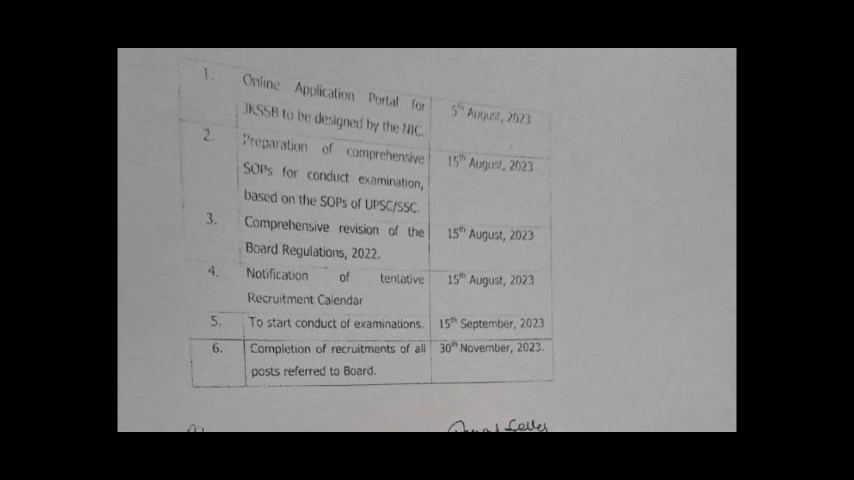 1. Online Application Portal for 5th August, 2023
JKSSB to be designed by the NIC.
2. Preparation of comprehensive 15th August, 2023
SOPs for conduct examination,
based on the SOPs of UPSC/SSC.
3. Comprehensive revision of the 15th August, 2023
Board Regulations, 2022.
4. Notification of tentative 15th August, 2023
Recruitment Calendar
5. To start conduct of examinations. 15th September, 2023
6. Completion of recruitments of all 30th November, 2023.
posts referred to Board.